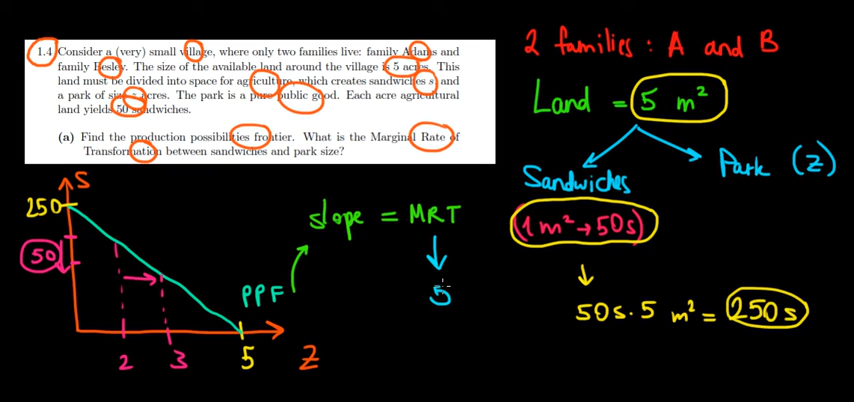 1.4 Consider a (very) small village, where only two families live: family Adams and
family Besley. The size of the available land around the village is 5 acres. This
land must be divided into space for agriculture, which creates sandwiches s, and
a park of size z acres. The park is a pure public good. Each acre agricultural
land yields 50 sandwiches.
(a) Find the production possibilities frontier. What is the Marginal Rate of
Transformation between sandwiches and park size?
2 families : A and B
Land = 5 m²
Sandwiches
Park (Z)
(1 m² → 50s)
50s · 5 m² = 250s
S
250
50
2
3
5
Z
PPF
slope = MRT
5